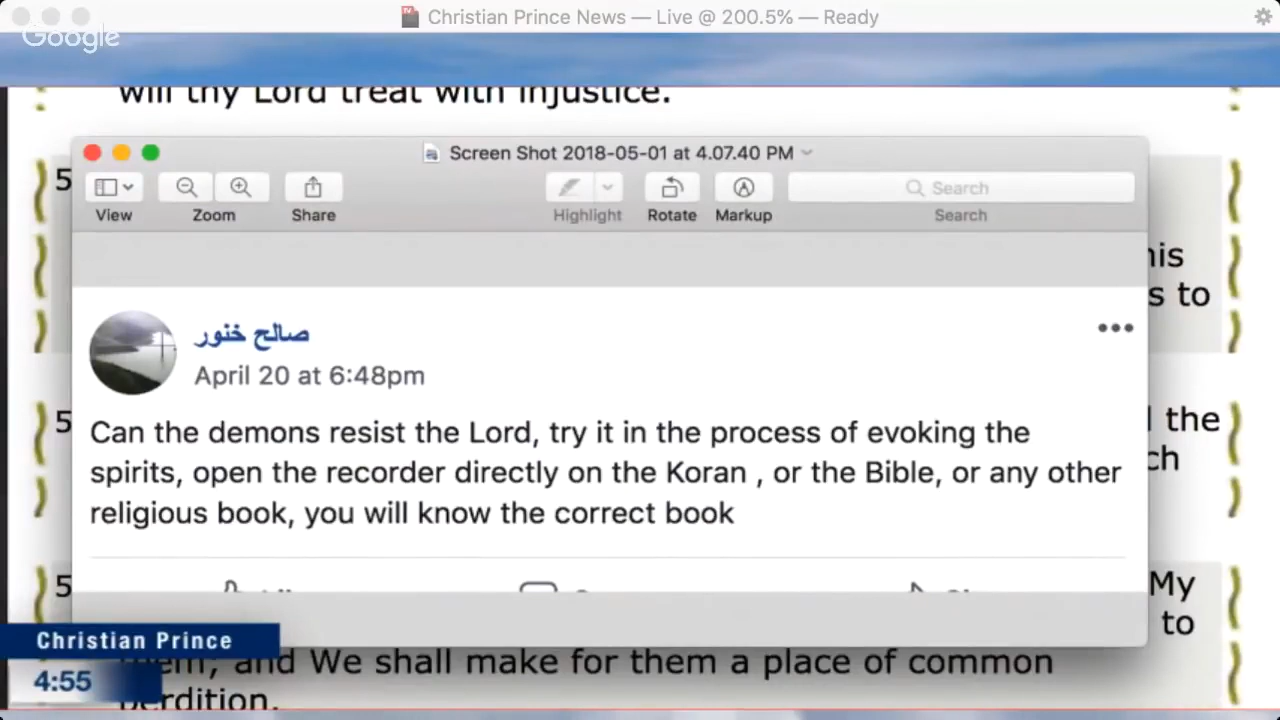 Christian Prince News — Live @ 200.5% — Ready
Google
will thy Lord treat with injustice.
Screen Shot 2018-05-01 at 4.07.40 PM
View
Zoom
Share
Highlight
Rotate
Markup
Search
Search
5
his
s to
صالح خنور
April 20 at 6:48pm
Can the demons resist the Lord, try it in the process of evoking the
spirits, open the recorder directly on the Koran , or the Bible, or any other
religious book, you will know the correct book
5
the
ch
5
My
to
Christian Prince
them; and We shall make for them a place of common
4:55
perdition.